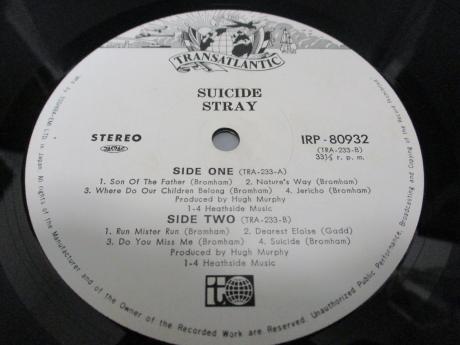 TRANSATLANTIC
SUICIDE
STRAY
STEREO
IRP-80932
(TRA-233-B)
33⅓ r. p. m.
SIDE ONE (TRA-233-A)
1. Son Of The Father (Bromham) 2. Nature's Way (Bromham)
3. Where Do Our Children Belong (Bromham) 4. Jericho (Bromham)
Produced by Hugh Murphy
1-4 Heathside Music
SIDE TWO (TRA-233-B)
1. Run Mister Run (Bromham) 2. Dearest Eloise (Gadd)
3. Do You Miss Me (Bromham) 4. Suicide (Bromham)
Produced by Hugh Murphy
1-4 Heathside Music
TOSHIBA-EMI LTD in Japan All rights of the Manufacturer and of the Owner of the Recorded Work are Reserved. Unauthorized Public Performance, Broadcasting and Copying of this Record Prohibited.